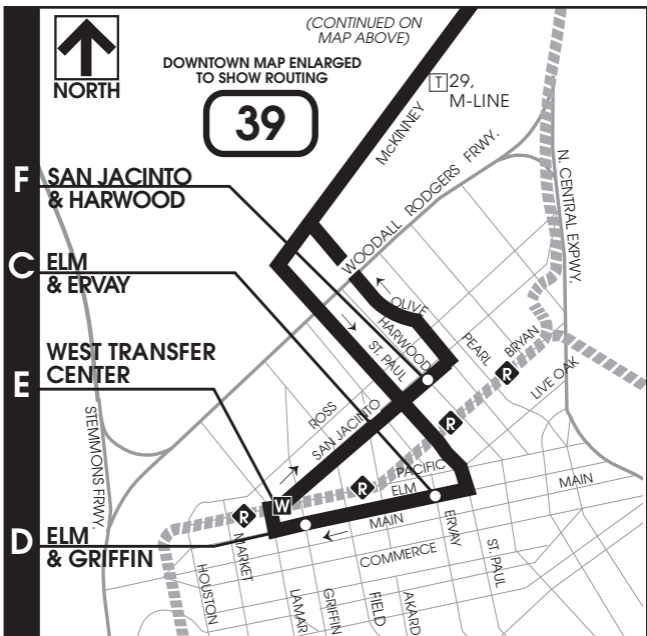 (CONTINUED ON
MAP ABOVE)
NORTH
DOWNTOWN MAP ENLARGED
TO SHOW ROUTING
39
T 29,
M-LINE
McKINNEY
WOODALL RODGERS FRWY.
N. CENTRAL EXPWY.
F SAN JACINTO
& HARWOOD
C ELM
& ERVAY
OLIVE
HARWOOD
ST. PAUL
PEARL
BRYAN
R
LIVE OAK
E WEST TRANSFER
CENTER
STEMMONS FRWY.
ROSS
SAN JACINTO
R
PACIFIC
R
ELM
MAIN
W
R
MAIN
D ELM
& GRIFFIN
MARKET
COMMERCE
ERVAY
ST. PAUL
HOUSTON
LAMAR
GRIFFIN
FIELD
AKARD